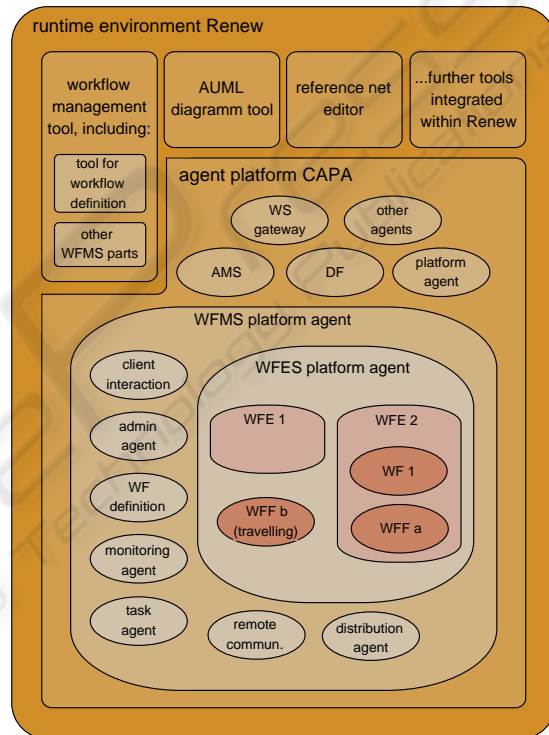 runtime environment Renew
workflow
management
tool, including:
tool for
workflow
definition
other
WFMS parts
AUML
diagramm tool
reference net
editor
...further tools
integrated
within Renew
agent platform CAPA
WS
gateway
other
agents
AMS
DF
platform
agent
WFMS platform agent
client
interaction
admin
agent
WF
definition
monitoring
agent
task
agent
remote
commun.
distribution
agent
WFES platform agent
WFE 1
WFE 2
WF 1
WFF b
(travelling)
WFF a